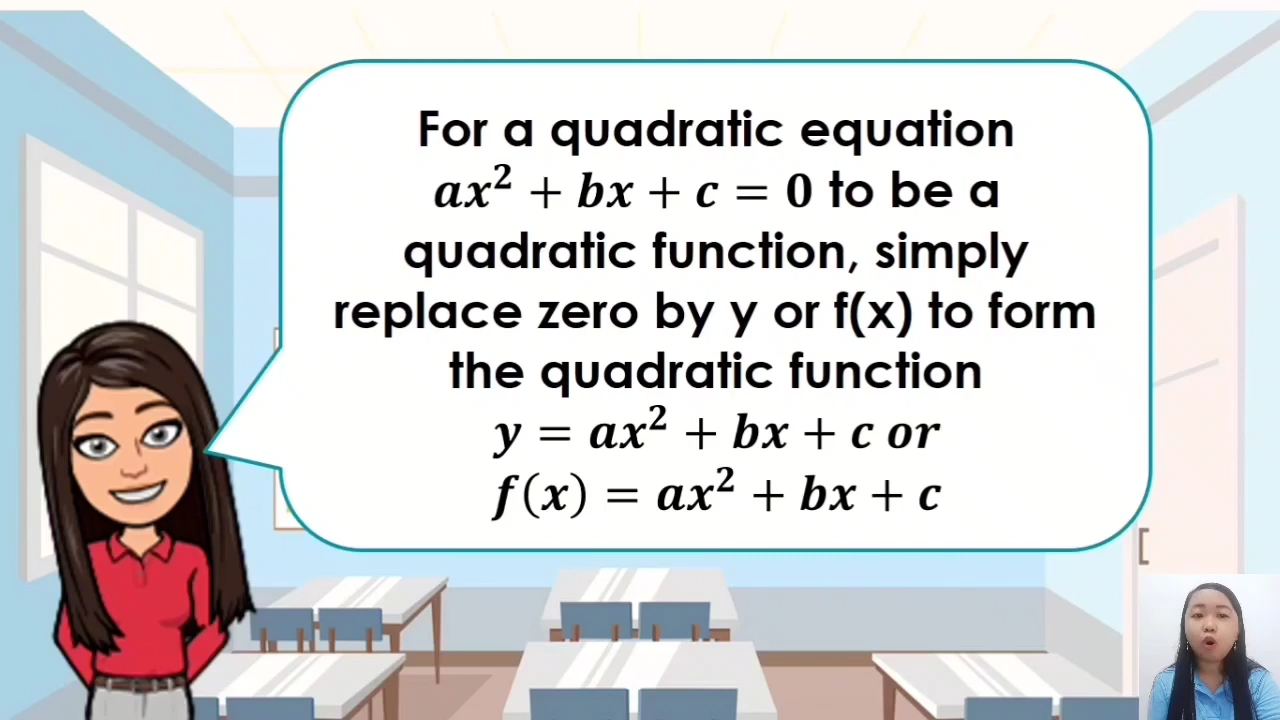 For a quadratic equation
ax² + bx + c = 0 to be a
quadratic function, simply
replace zero by y or f(x) to form
the quadratic function
y = ax² + bx + c or
f(x) = ax² + bx + c